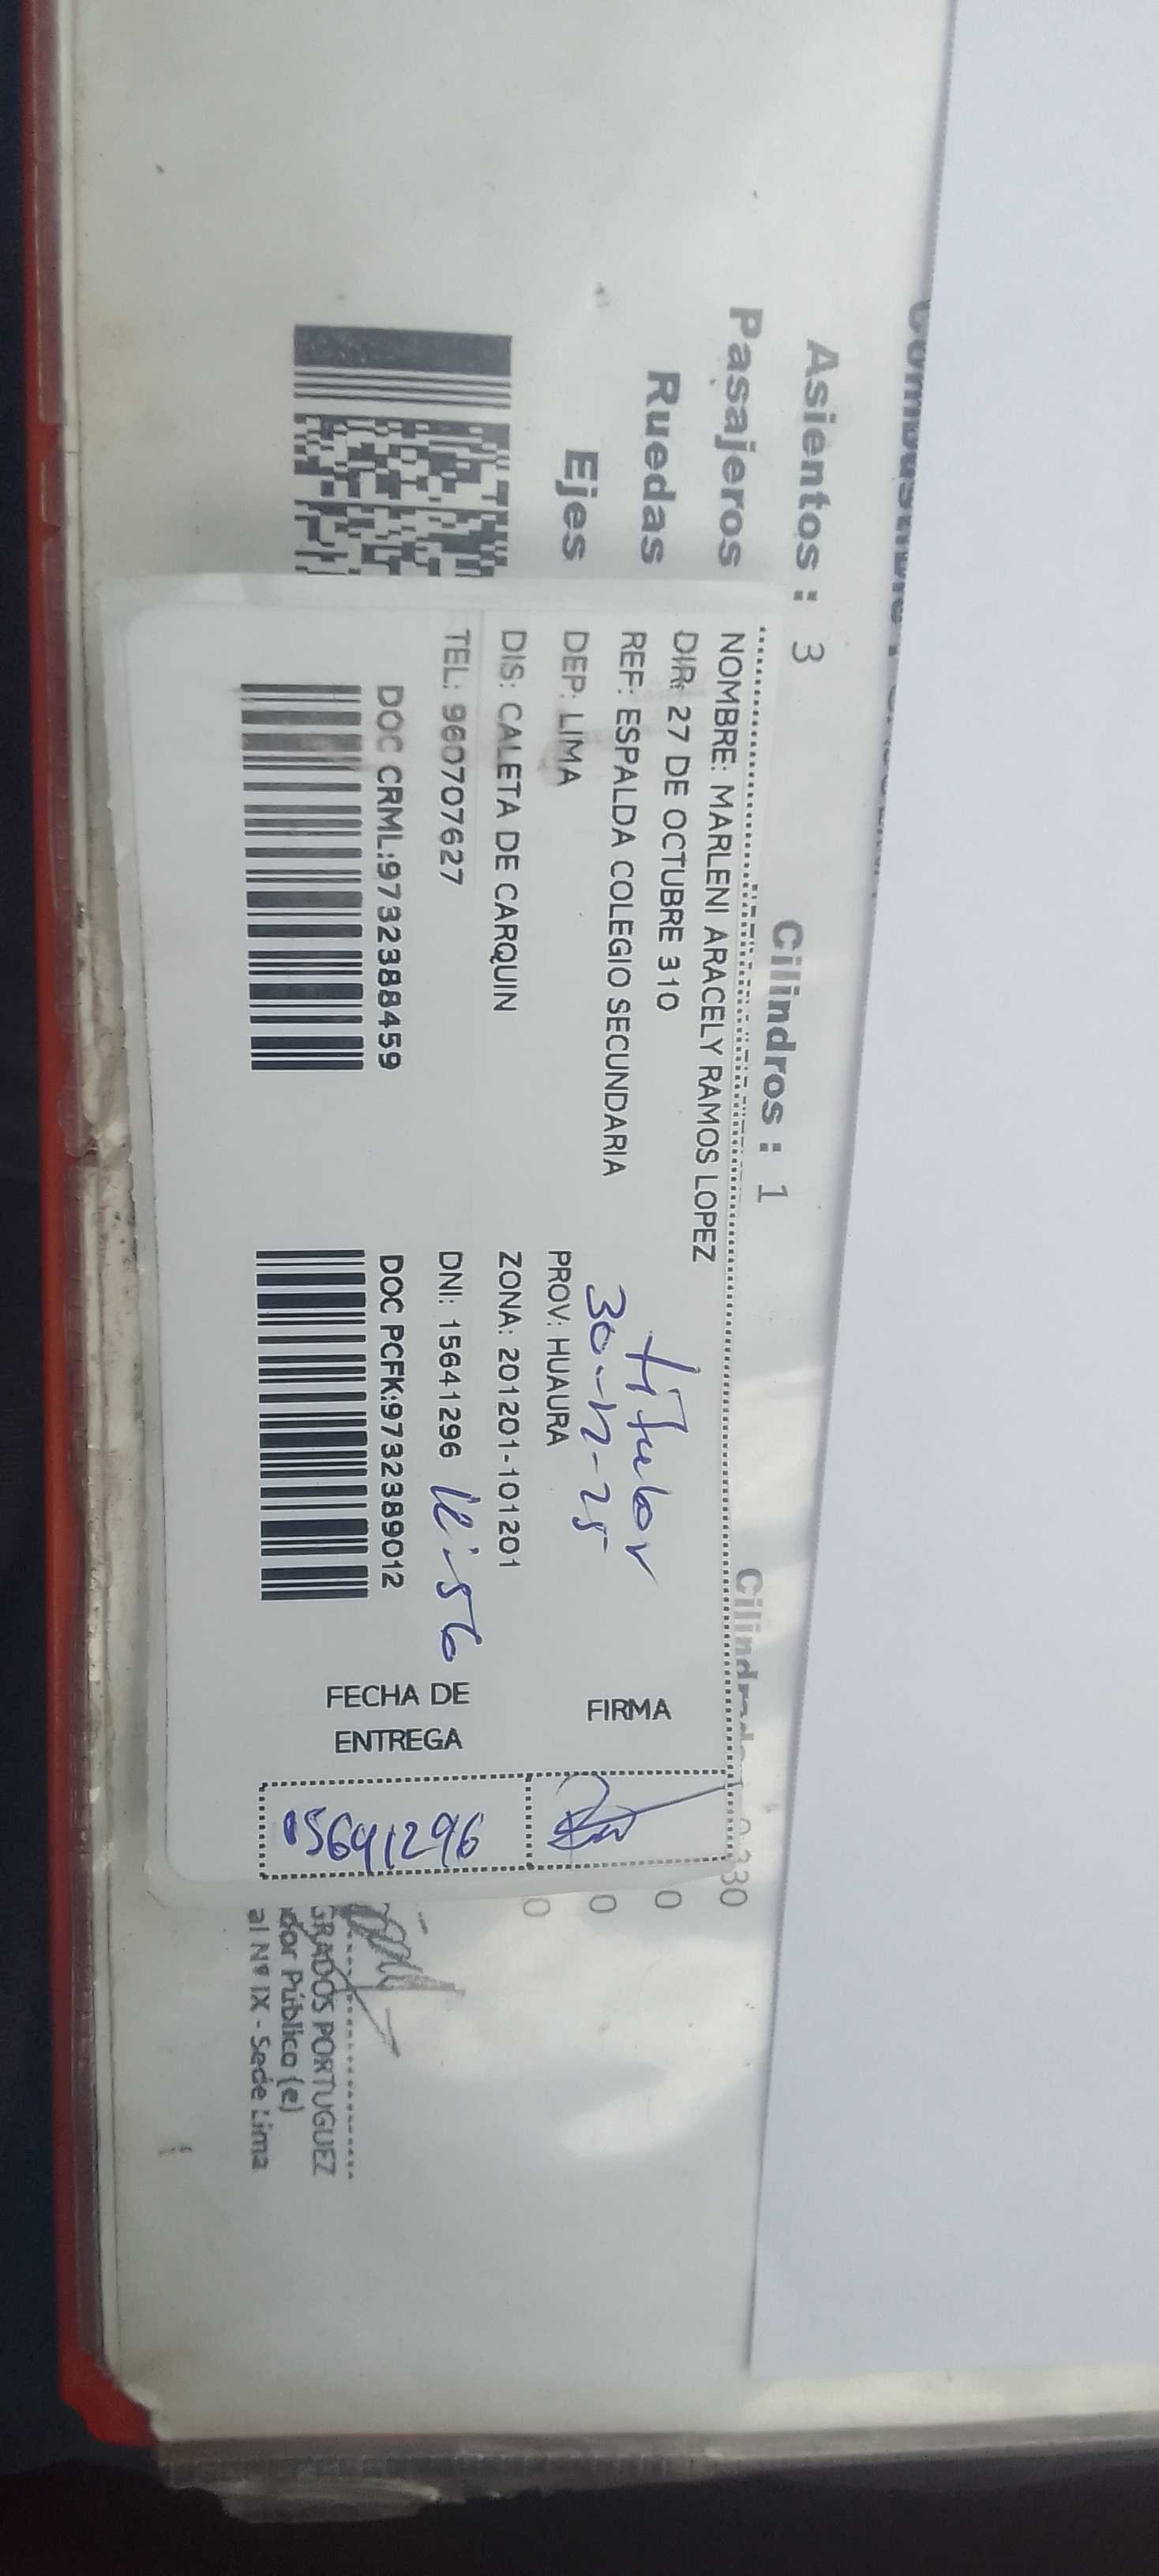 Asientos : 3
Cilindros : 1
Pasajeros
Ruedas
Ejes
NOMBRE: MARLENI ARACELY RAMOS LOPEZ
DIR: 27 DE OCTUBRE 310
REF: ESPALDA COLEGIO SECUNDARIA
titular
30-12-25
DEP: LIMA
PROV: HUAURA
DIS: CALETA DE CARQUIN
ZONA: 201201-101201
TEL: 960707627
DNI: 15641296
DOC CRML:9732388459
DOC PCFK:9732389012
FIRMA
FECHA DE
ENTREGA
15641296
GRADOS PORTUGUEZ
dor Público (e)
al Nº IX - Sede Lima